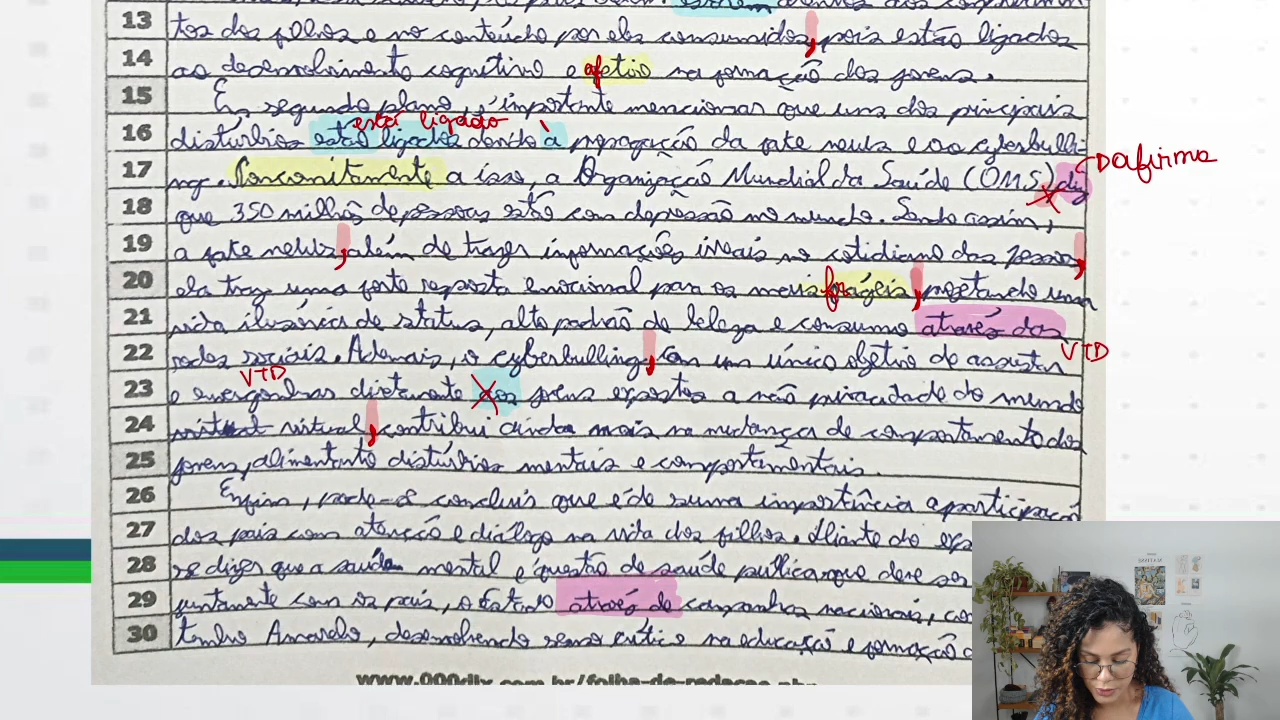 13 tos dos filhos e no conteúdo por eles consumidos, pois estão ligados
14 ao desenvolvimento cognitivo e afetivo na formação dos jovens.
15 Em segundo plano, é importante mencionar que uns dos principais
está ligado
16 distúrbios estão ligados devido à propagação da fake news e ao cyberbulli-
17 ng. Concomitamente a isso, a Organização Mundial da Saúde (OMS) diz
afirma
18 que 350 milhões de pessoas estão com depressão no mundo. Sendo assim,
19 a fake news, além de trazer informações irreais no cotidiano das pessoas,
20 ela traz uma forte resposta emocional para os mais frágeis, projetando uma
21 vida ilusória de status, alto padrão de beleza e consumo através das
VTD
22 redes sociais. Ademais, o cyberbulling, com um único objetivo de assustar
VTD
23 e envergonhar diretamente os jovens expostos a não privacidade do mundo
24 virtual, contribui ainda mais na mudança de comportamento dos
25 jovens, alimentanto distúrbios mentais e comportamentais.
26 Enfim, pode-se concluir que é de suma importância a participação
27 dos pais com atenção e diálogo na vida dos filhos. Diante do
28 se dizer que a saúde mental é questão de saúde pública que deve ser
29 juntamente com os pais, o Estado através de campanhas nacionais,
30 tembro Amarelo, desenvolvendo senso crítico na educação e formação